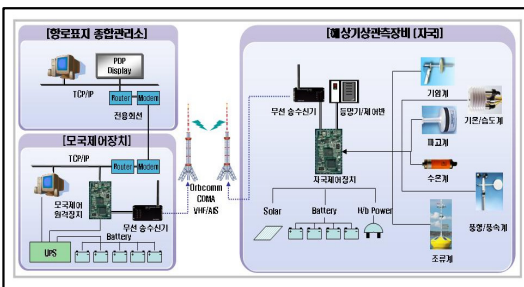 [항로표지 종합관리소]
PDP
Display
TCP/IP
Router
Modem
전용회선
[모국제어장치]
TCP/IP
Router
Modem
모국제어
원격장치
무선 송수신기
UPS
Battery
Orbcomm
CDMA
VHF/AIS
[해상기상관측장비 (자국)]
무선 송수신기
등명기/제어반
자국제어장치
Solar
Battery
H/b Power
기압계
기온/습도계
파고계
수온계
풍향/풍속계
조류계